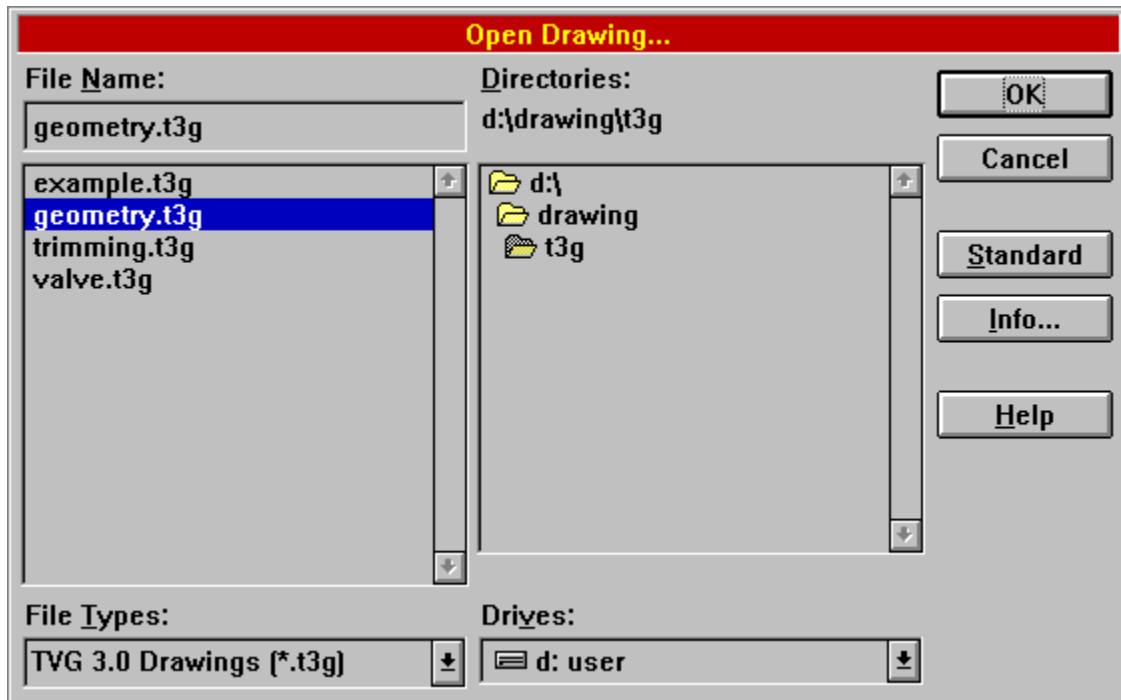 Open Drawing...
File Name:
geometry.t3g
example.t3g
geometry.t3g
trimming.t3g
valve.t3g
File Types:
TVG 3.0 Drawings (*.t3g)
Directories:
d:\drawing\t3g
d:\
drawing
t3g
Drives:
d: user
OK
Cancel
Standard
Info...
Help